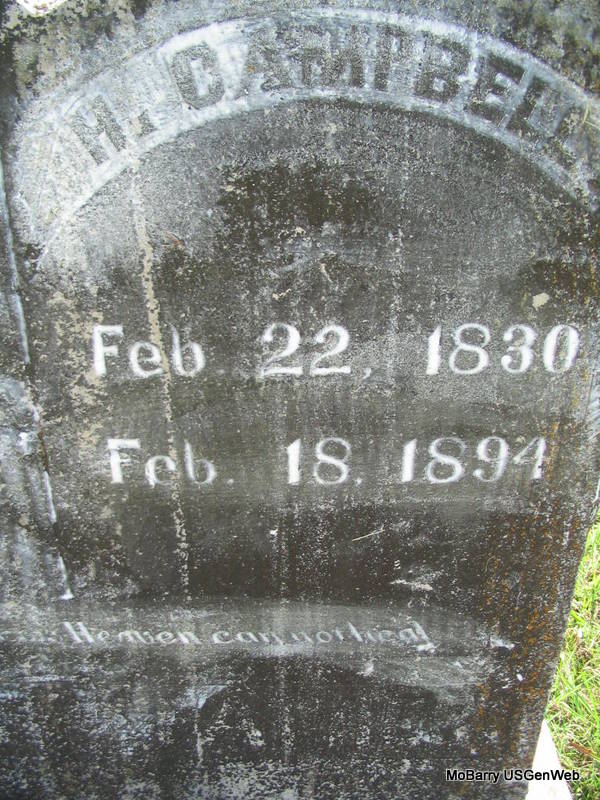 H. CAMPBELL
Feb. 22, 1830
Feb. 18, 1894
Heaven cannot heal
MoBarry USGenWeb